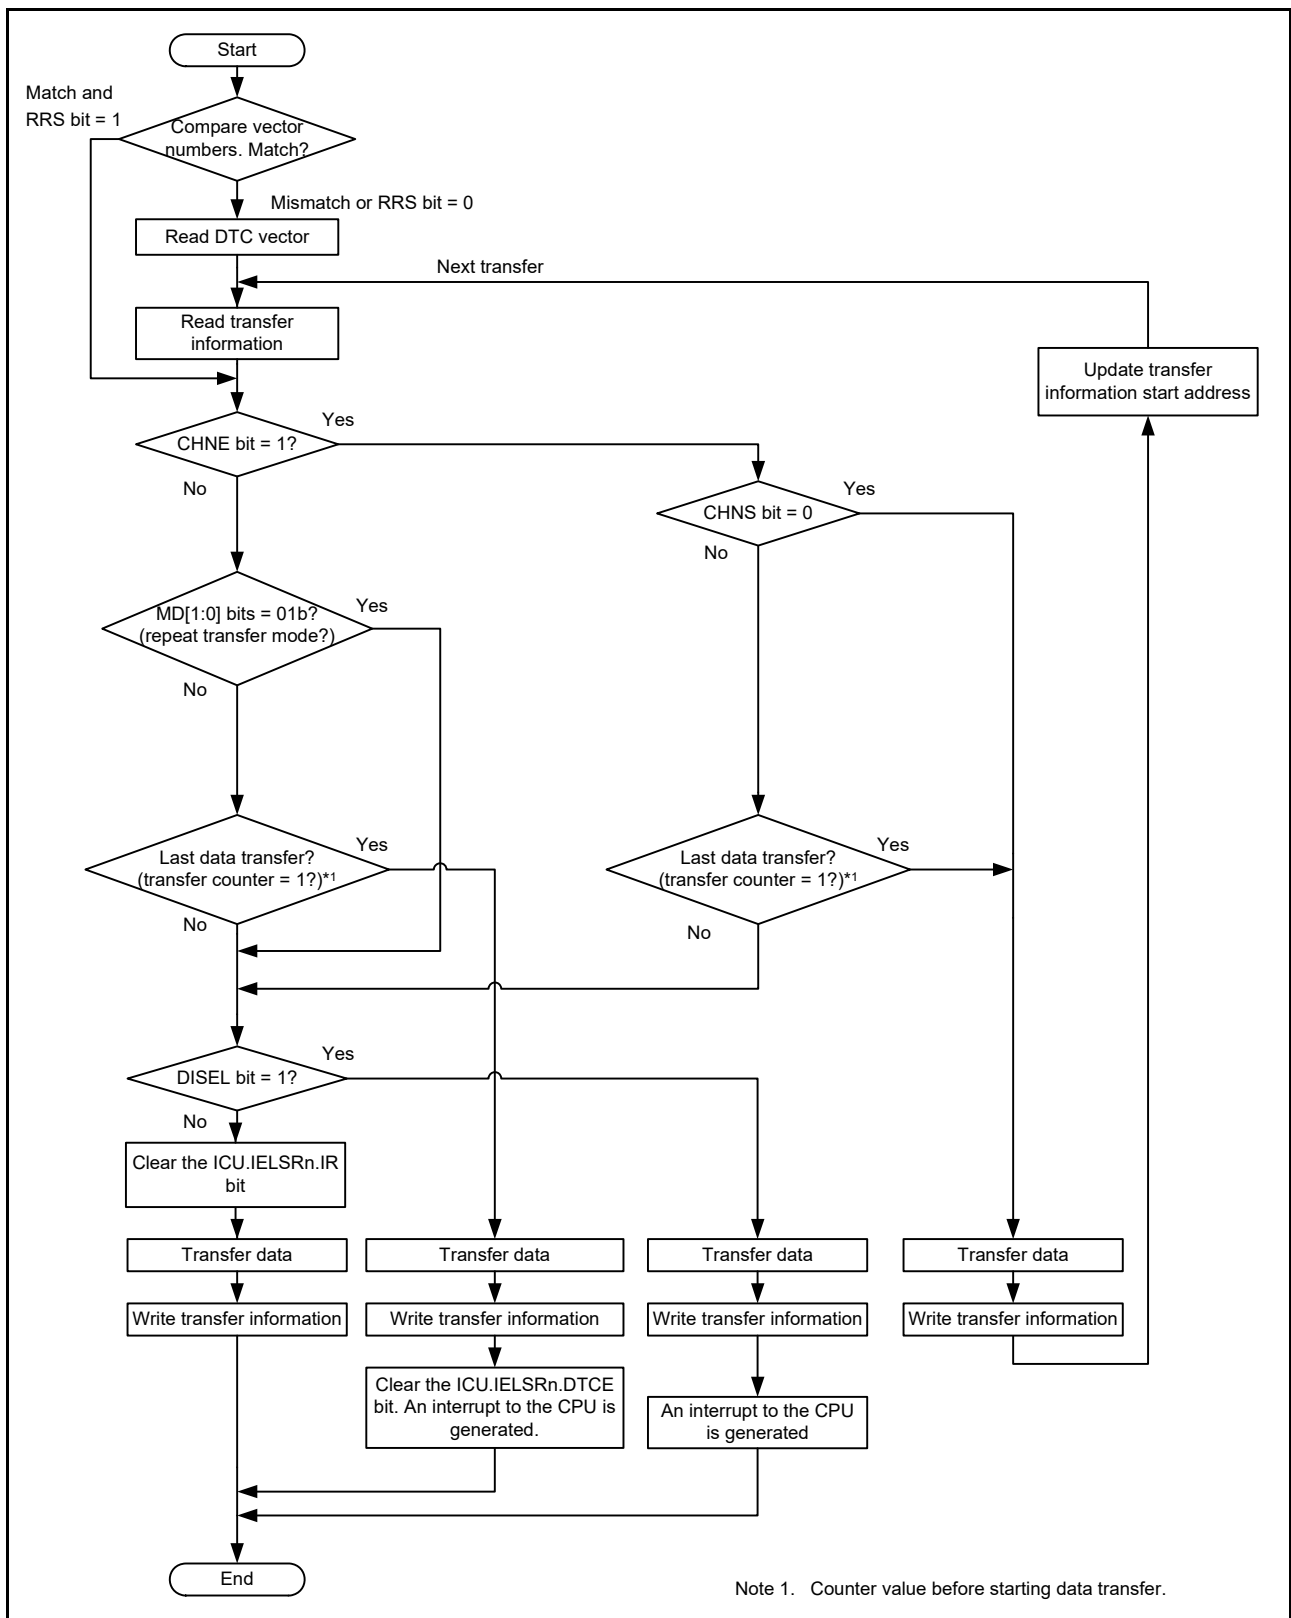 Start
Match and
RRS bit = 1
Compare vector
numbers. Match?
Mismatch or RRS bit = 0
Read DTC vector
Next transfer
Read transfer
information
Update transfer
information start address
Yes
CHNE bit = 1?
No
Yes
CHNS bit = 0
No
MD[1:0] bits = 01b?
(repeat transfer mode?)
Yes
No
Last data transfer?
(transfer counter = 1?)*1
Yes
No
Last data transfer?
(transfer counter = 1?)*1
Yes
No
Yes
DISEL bit = 1?
No
Clear the ICU.IELSRn.IR
bit
Transfer data
Transfer data
Transfer data
Transfer data
Write transfer information
Write transfer information
Write transfer information
Write transfer information
Clear the ICU.IELSRn.DTCE
bit. An interrupt to the CPU is
generated.
An interrupt to the CPU
is generated
End
Note 1. Counter value before starting data transfer.